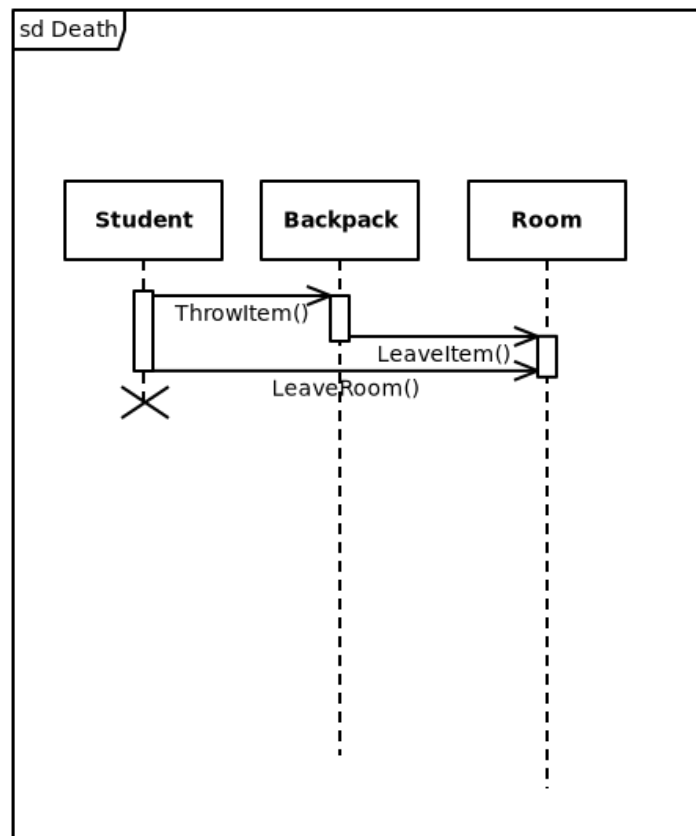 sd Death
Student
Backpack
Room
ThrowItem()
LeaveItem()
LeaveRoom()